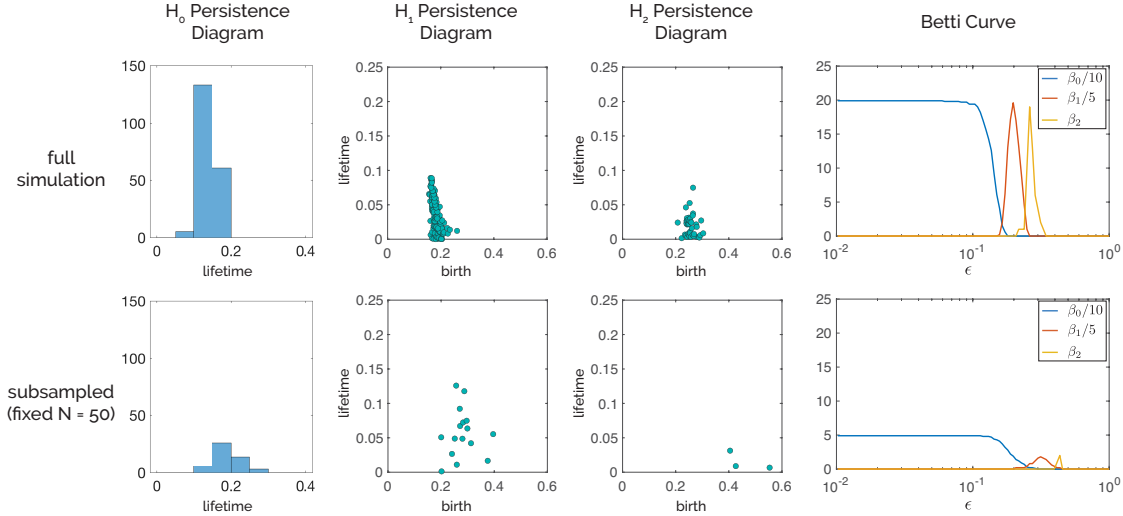 H₀ Persistence
Diagram
H₁ Persistence
Diagram
H₂ Persistence
Diagram
Betti Curve
full
simulation
150
100
50
0
0
0.2
0.4
lifetime
lifetime
0.25
0.2
0.15
0.1
0.05
0
0
0.2
0.4
0.6
birth
lifetime
0.25
0.2
0.15
0.1
0.05
0
0
0.2
0.4
0.6
birth
25
20
15
10
5
0
β₀/10
β₁/5
β₂
10⁻²
10⁻¹
10⁰
ϵ
subsampled
(fixed N = 50)
150
100
50
0
0
0.2
0.4
lifetime
lifetime
0.25
0.2
0.15
0.1
0.05
0
0
0.2
0.4
0.6
birth
lifetime
0.25
0.2
0.15
0.1
0.05
0
0
0.2
0.4
0.6
birth
25
20
15
10
5
0
β₀/10
β₁/5
β₂
10⁻²
10⁻¹
10⁰
ϵ